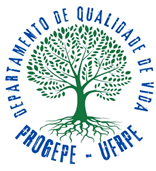 DEPARTAMENTO DE QUALIDADE DE VIDA
PROGEPE - UFRPE